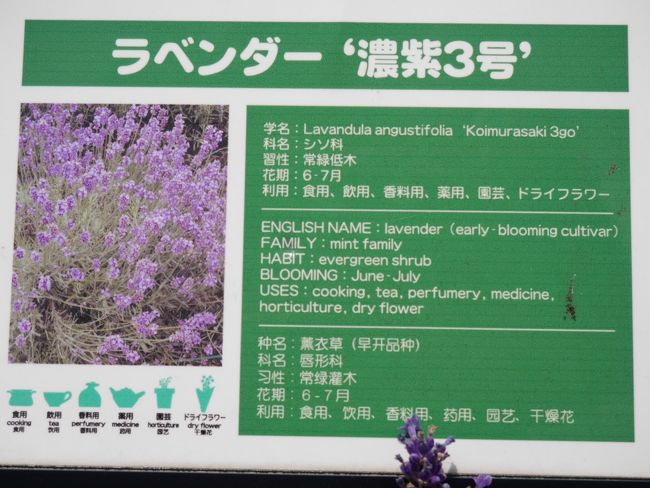 ラベンダー ‘濃紫3号’
学名：Lavandula angustifolia ‘Koimurasaki 3go’
科名：シソ科
習性：常緑低木
花期：6-7月
利用：食用、飲用、香料用、薬用、園芸、ドライフラワー
ENGLISH NAME：lavender（early-blooming cultivar）
FAMILY：mint family
HABIT：evergreen shrub
BLOOMING：June-July
USES：cooking, tea, perfumery, medicine,
horticulture, dry flower
种名：薰衣草（早开品种）
科名：唇形科
习性：常绿灌木
花期：6-7月
利用：食用、饮用、香料用、药用、园艺、干燥花
食用 飲用 香料用 薬用 園芸 ドライフラワー
cooking tea perfumery medicine horticulture dry flower
饮用 香料用 药用 园艺 干燥花